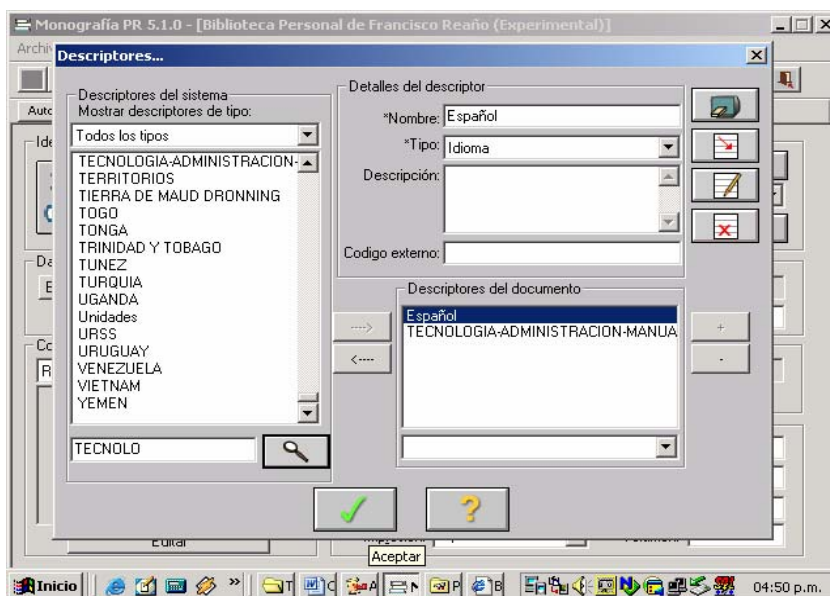 Monografía PR 5.1.0 - [Biblioteca Personal de Francisco Reaño (Experimental)]
Descriptores...
Descriptores del sistema
Mostrar descriptores de tipo:
Todos los tipos
TECNOLOGIA-ADMINISTRACION-
TERRITORIOS
TIERRA DE MAUD DRONNING
TOGO
TONGA
TRINIDAD Y TOBAGO
TUNEZ
TURQUIA
UGANDA
Unidades
URSS
URUGUAY
VENEZUELA
VIETNAM
YEMEN
TECNOLO
Detalles del descriptor
*Nombre: Español
*Tipo: Idioma
Descripción:
Codigo externo:
Descriptores del documento
Español
TECNOLOGIA-ADMINISTRACION-MANUA
---->
<----
+
-
?
Editar
Aceptar
Inicio
04:50 p.m.